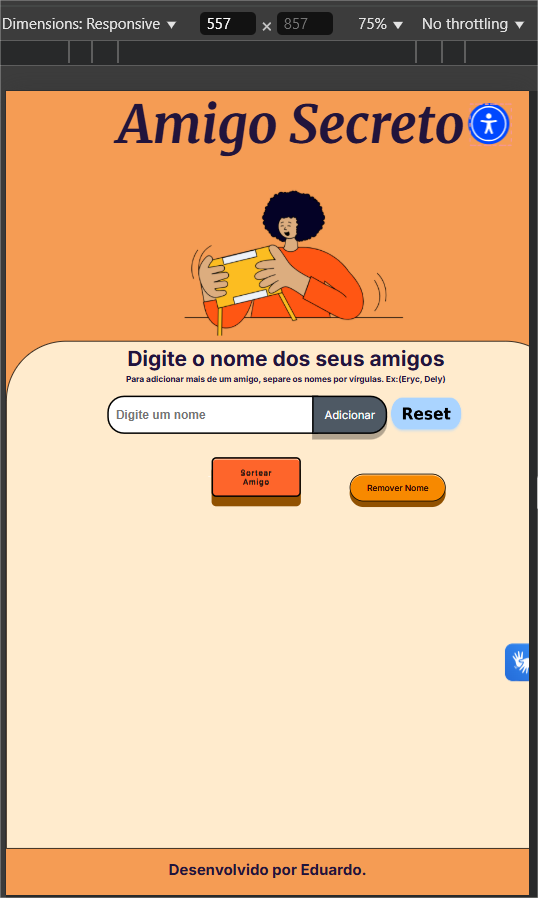 Dimensions: Responsive 557 × 857 75% No throttling
Amigo Secreto
Digite o nome dos seus amigos
Para adicionar mais de um amigo, separe os nomes por vírgulas. Ex:(Eryc, Dely)
Digite um nome Adicionar Reset
Sortear
Amigo
Remover Nome
Desenvolvido por Eduardo.